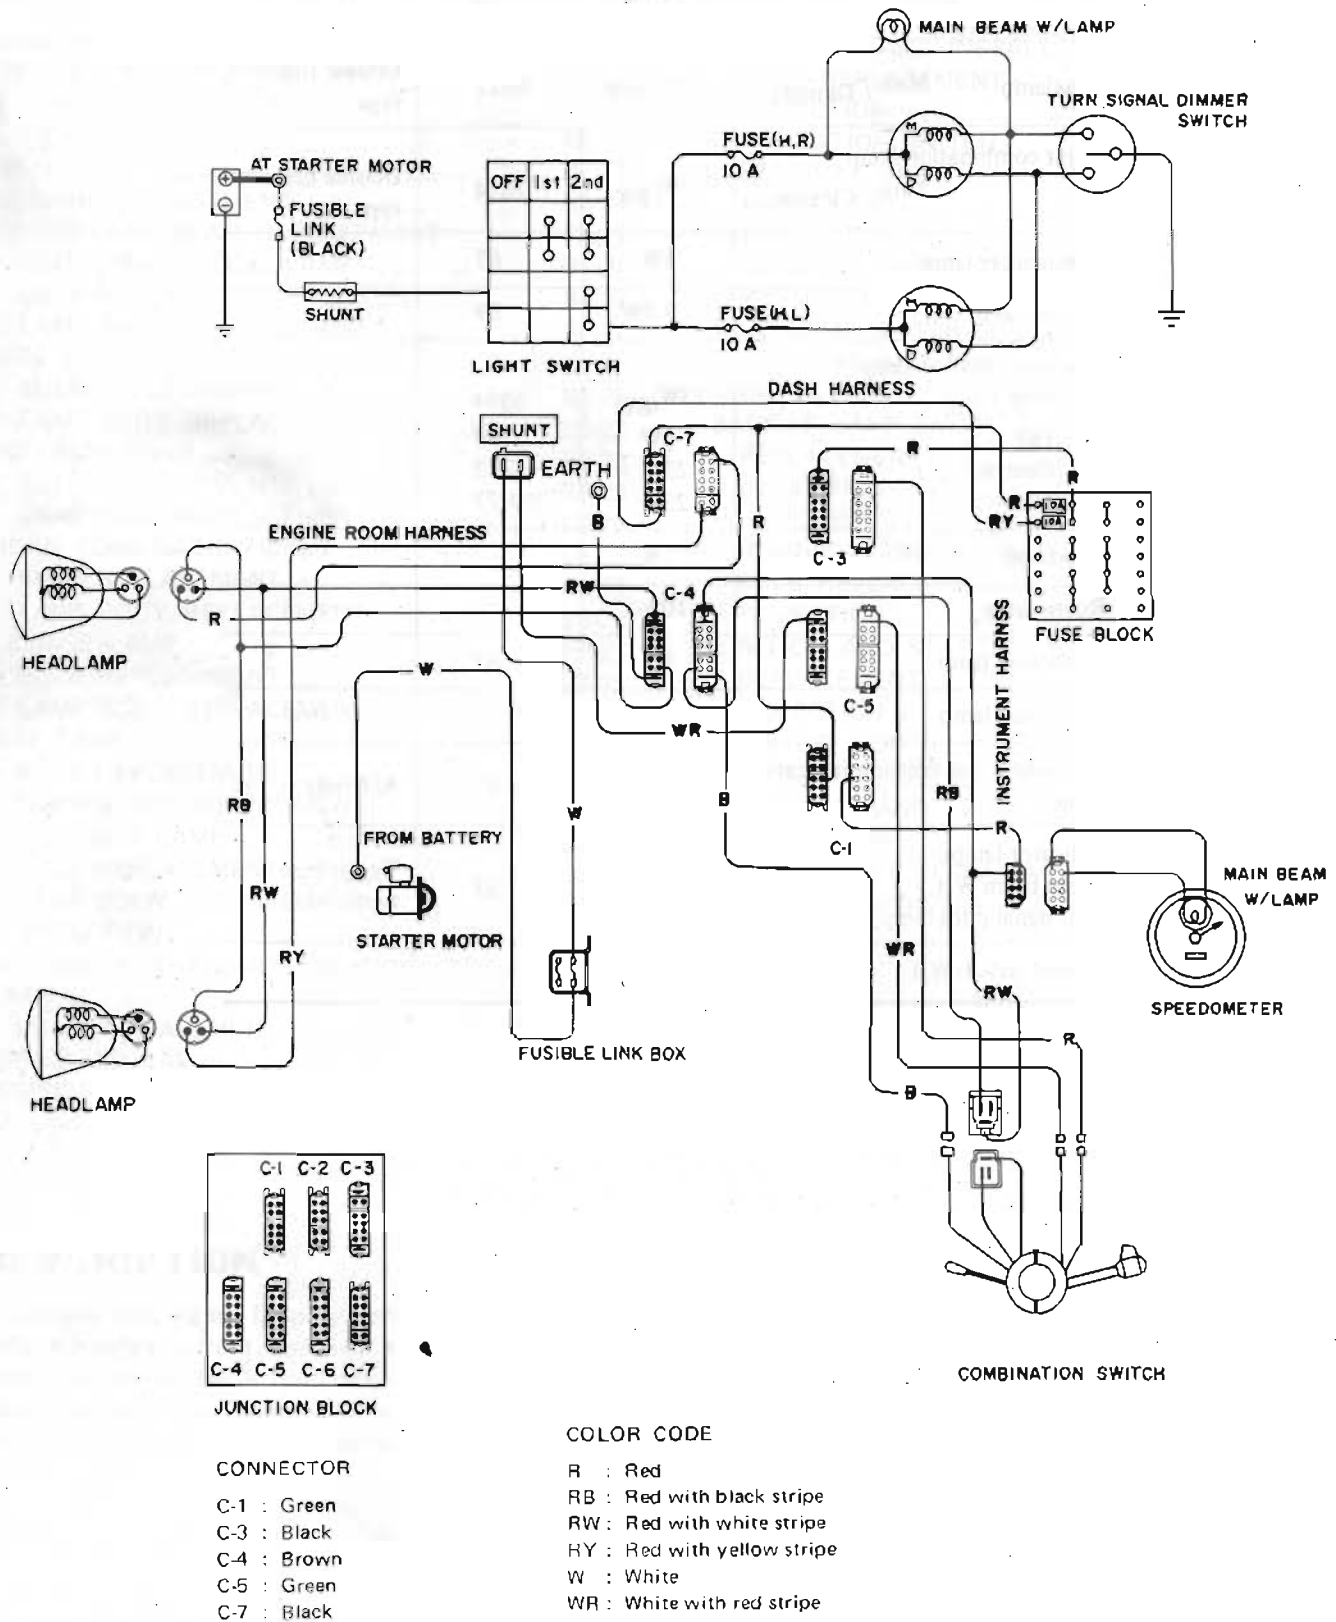 MAIN BEAM W/LAMP
TURN SIGNAL DIMMER
SWITCH
FUSE(H,R)
10A
M
D
AT STARTER MOTOR
FUSIBLE
LINK
(BLACK)
SHUNT
OFF 1st 2nd
LIGHT SWITCH
FUSE(H.L)
10A
M
D
DASH HARNESS
SHUNT
EARTH
C-7
R
R
B
R
C-3
R
RY
10A
10A
FUSE BLOCK
ENGINE ROOM HARNESS
RW
C-4
R
HEADLAMP
W
WR
C-5
INSTRUMENT HARNSS
RB
RB
B
W
FROM BATTERY
C-1
R
MAIN BEAM
W/LAMP
RW
STARTER MOTOR
RY
WR
RW
SPEEDOMETER
FUSIBLE LINK BOX
R
B
HEADLAMP
C-1 C-2 C-3
C-4 C-5 C-6 C-7
JUNCTION BLOCK
COMBINATION SWITCH
CONNECTOR
C-1 : Green
C-3 : Black
C-4 : Brown
C-5 : Green
C-7 : Black
COLOR CODE
R : Red
RB : Red with black stripe
RW : Red with white stripe
RY : Red with yellow stripe
W : White
WR : White with red stripe